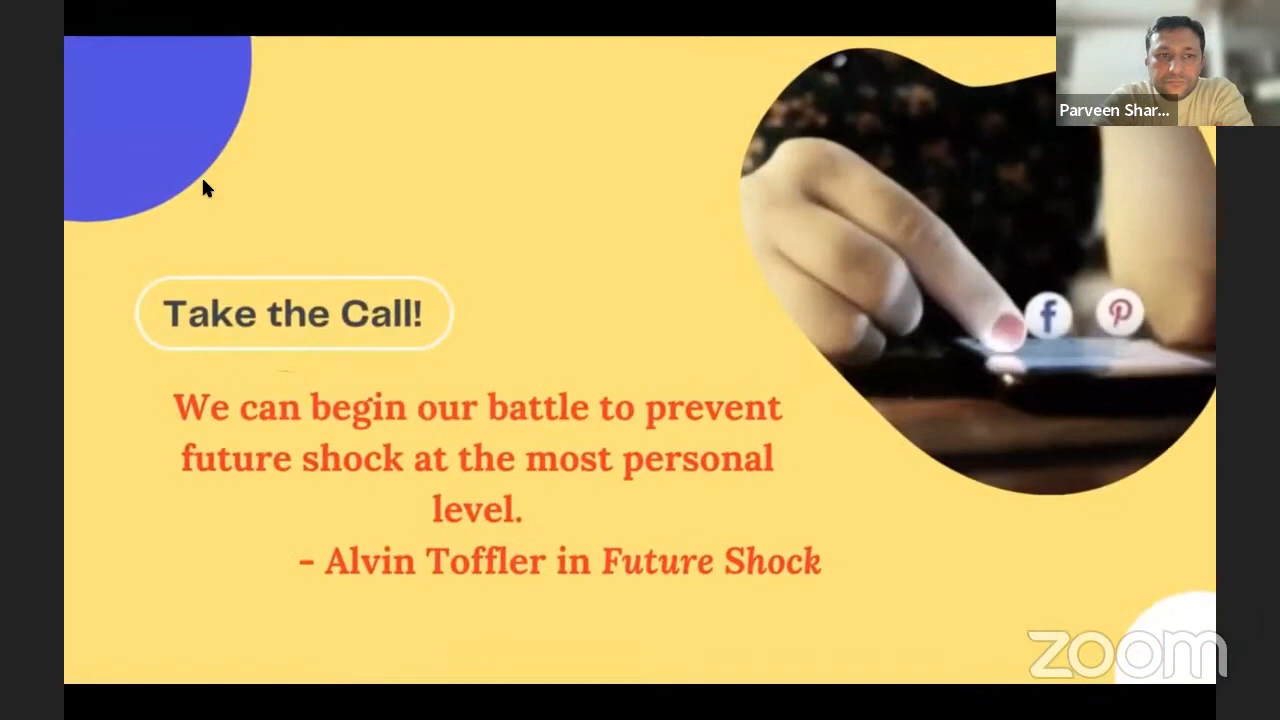 Parveen Shar...
Take the Call!
We can begin our battle to prevent
future shock at the most personal
level.
- Alvin Toffler in Future Shock
zoom